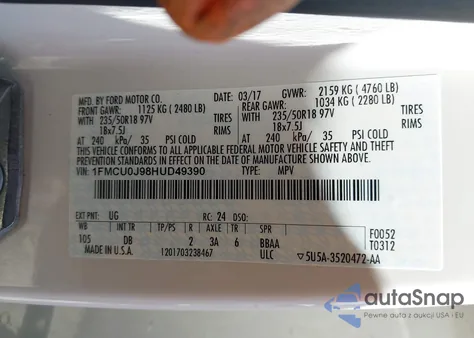 MFD. BY FORD MOTOR CO. DATE: 03/17 GVWR: 2159 KG ( 4760 LB)
FRONT GAWR: 1125 KG ( 2480 LB) REAR GAWR: 1034 KG ( 2280 LB)
WITH 235/50R18 97V TIRES WITH 235/50R18 97V TIRES
18x7.5J RIMS 18x7.5J RIMS
AT 240 kPa/ 35 PSI COLD AT 240 kPa/ 35 PSI COLD
THIS VEHICLE CONFORMS TO ALL APPLICABLE FEDERAL MOTOR VEHICLE SAFETY AND THEFT
PREVENTION STANDARDS IN EFFECT ON THE DATE OF MANUFACTURE SHOWN ABOVE.
VIN: 1FMCU0J98HUD49390 TYPE: MPV
EXT PNT: UG RC: 24 DSO:
WB INT TR TP/PS R AXLE TR SPR
105 DB 2 3A 6 BBAA F0052
T0312
MADE IN U.S.A. 1201703238467 ULC 5U5A-3520472-AA
autaSnap
Pewne auta z aukcji USA i EU